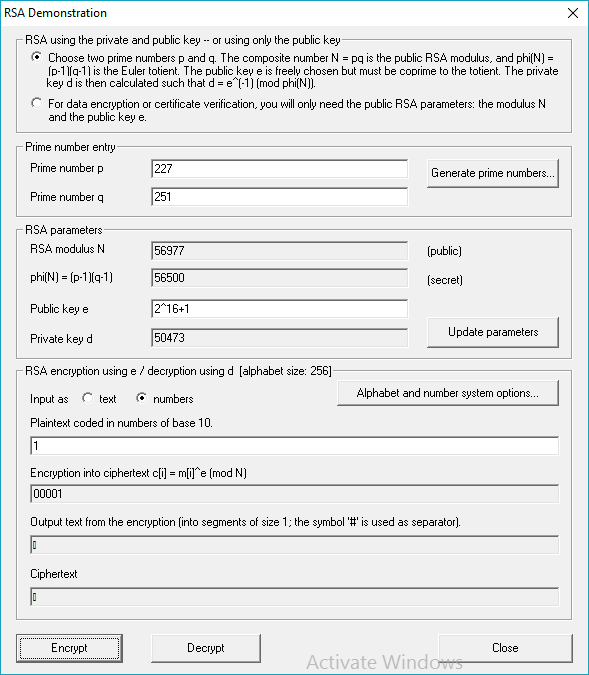 RSA Demonstration
RSA using the private and public key -- or using only the public key
Choose two prime numbers p and q. The composite number N = pq is the public RSA modulus, and phi(N) =
(p-1)(q-1) is the Euler totient. The public key e is freely chosen but must be coprime to the totient. The private
key d is then calculated such that d = e^(-1) (mod phi(N)).
For data encryption or certificate verification, you will only need the public RSA parameters: the modulus N
and the public key e.
Prime number entry
Prime number p 227 Generate prime numbers...
Prime number q 251
RSA parameters
RSA modulus N 56977 (public)
phi(N) = (p-1)(q-1) 56500 (secret)
Public key e 2^16+1
Private key d 50473 Update parameters
RSA encryption using e / decryption using d [alphabet size: 256]
Input as text numbers Alphabet and number system options...
Plaintext coded in numbers of base 10.
1
Encryption into ciphertext c[i] = m[i]^e (mod N)
00001
Output text from the encryption (into segments of size 1; the symbol '#' is used as separator).
Ciphertext
Encrypt Decrypt Close
Activate Windows